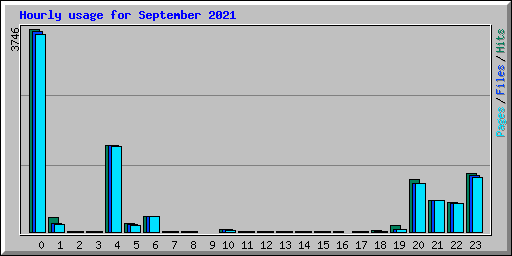 Hourly usage for September 2021
3746
Pages/Files/Hits
0 1 2 3 4 5 6 7 8 9 10 11 12 13 14 15 16 17 18 19 20 21 22 23